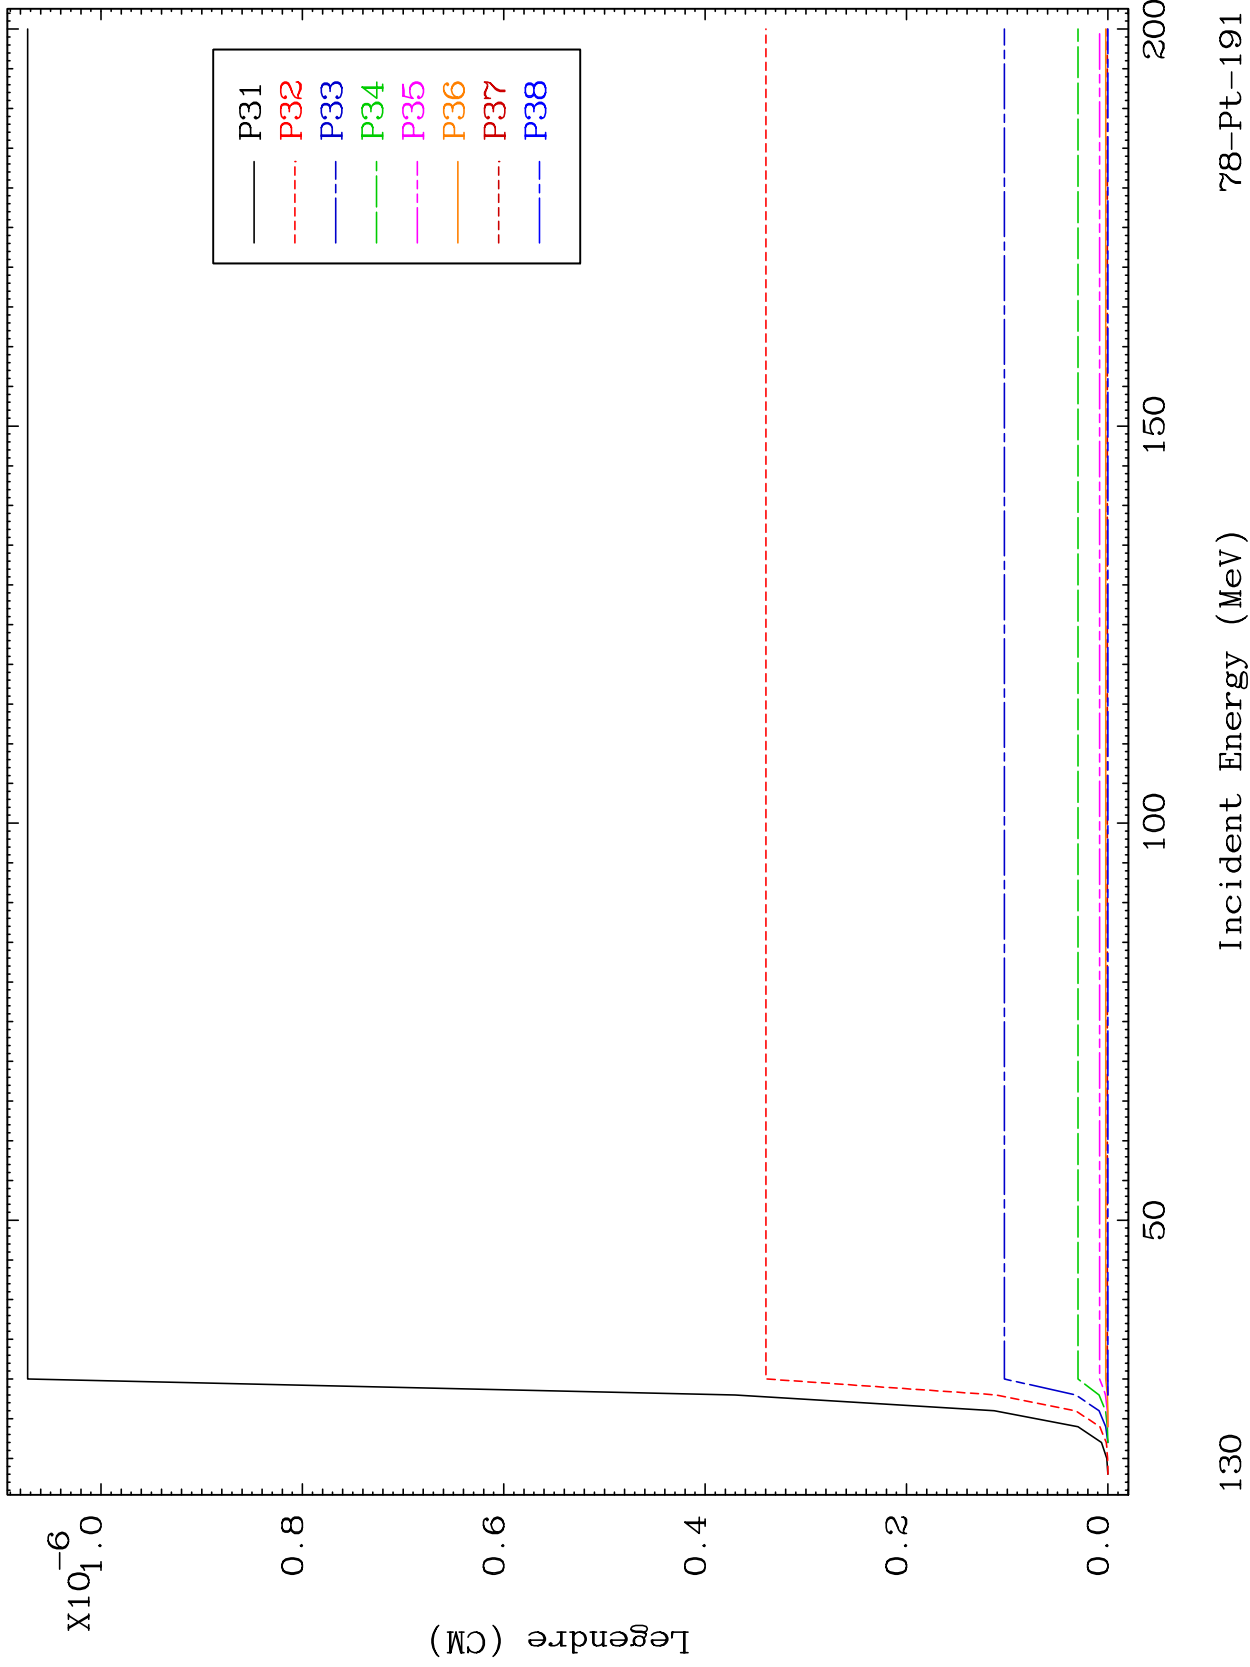 X10⁻⁶
1.0
0.8
0.6
0.4
0.2
0.0
Legendre (CM)
P31
P32
P33
P34
P35
P36
P37
P38
50
100
150
200
130
Incident Energy (MeV)
78-Pt-191